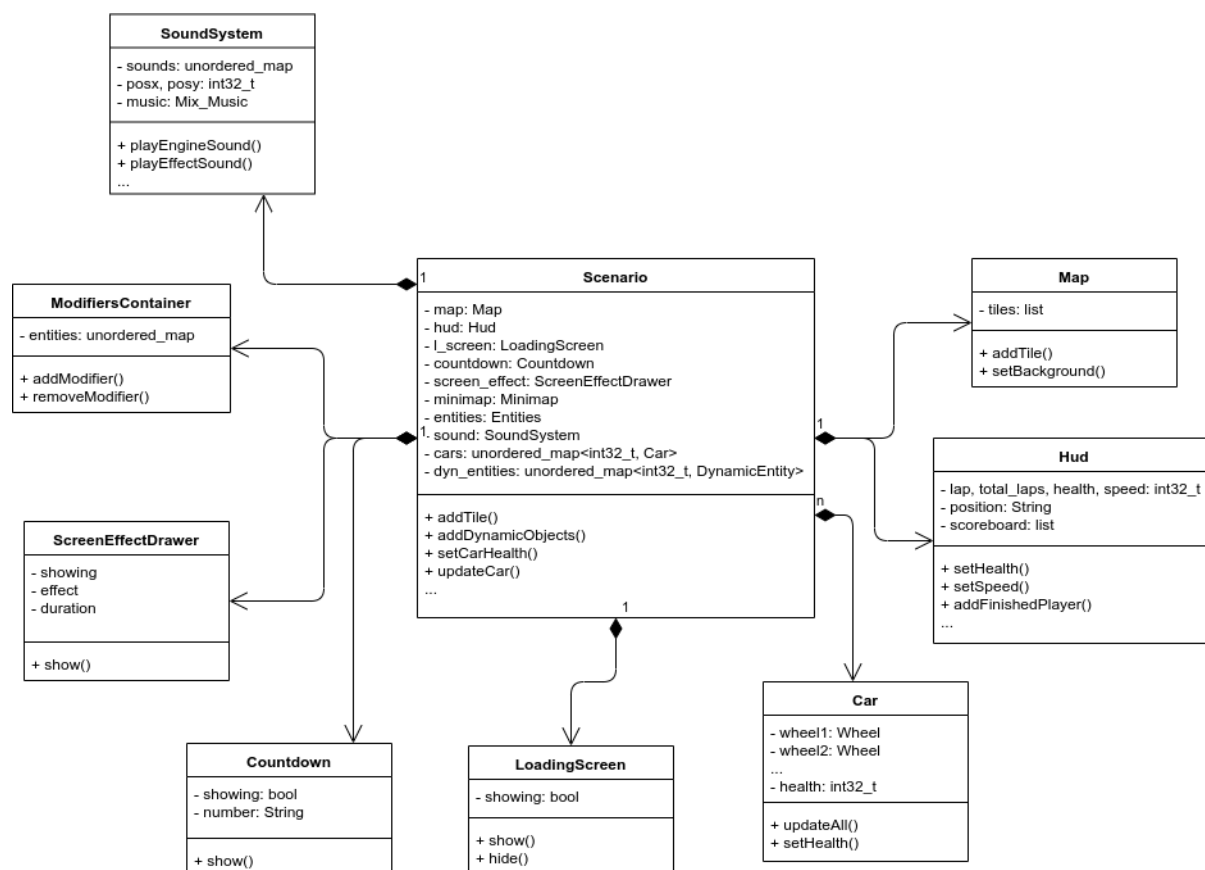 SoundSystem
- sounds: unordered_map
- posx, posy: int32_t
- music: Mix_Music
+ playEngineSound()
+ playEffectSound()
...
ModifiersContainer
- entities: unordered_map
+ addModifier()
+ removeModifier()
ScreenEffectDrawer
- showing
- effect
- duration
+ show()
Countdown
- showing: bool
- number: String
+ show()
1
1
Scenario
- map: Map
- hud: Hud
- l_screen: LoadingScreen
- countdown: Countdown
- screen_effect: ScreenEffectDrawer
- minimap: Minimap
- entities: Entities
- sound: SoundSystem
- cars: unordered_map<int32_t, Car>
- dyn_entities: unordered_map<int32_t, DynamicEntity>
+ addTile()
+ addDynamicObjects()
+ setCarHealth()
+ updateCar()
...
1
n
1
LoadingScreen
- showing: bool
+ show()
+ hide()
Map
- tiles: list
+ addTile()
+ setBackground()
Hud
- lap, total_laps, health, speed: int32_t
- position: String
- scoreboard: list
+ setHealth()
+ setSpeed()
+ addFinishedPlayer()
...
Car
- wheel1: Wheel
- wheel2: Wheel
...
- health: int32_t
+ updateAll()
+ setHealth()